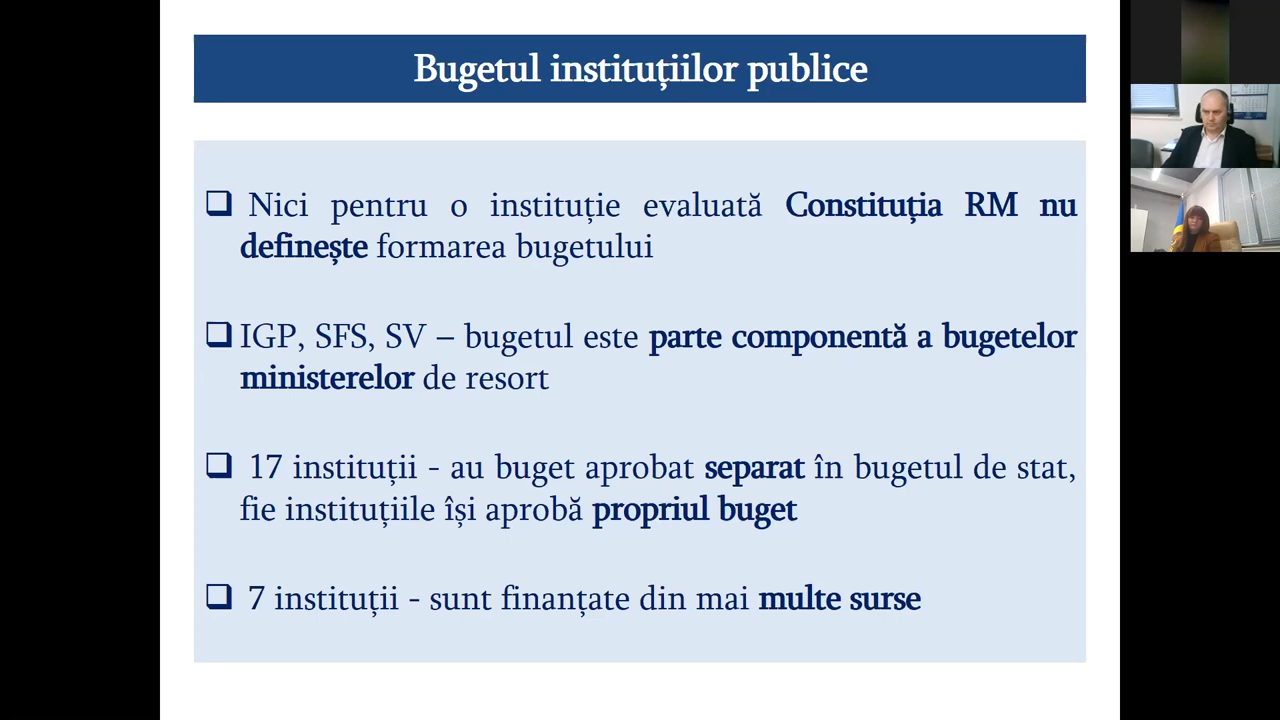 Bugetul instituțiilor publice
❑ Nici pentru o instituție evaluată Constituția RM nu
definește formarea bugetului
❑ IGP, SFS, SV – bugetul este parte componentă a bugetelor
ministerelor de resort
❑ 17 instituții - au buget aprobat separat în bugetul de stat,
fie instituțiile își aprobă propriul buget
❑ 7 instituții - sunt finanțate din mai multe surse